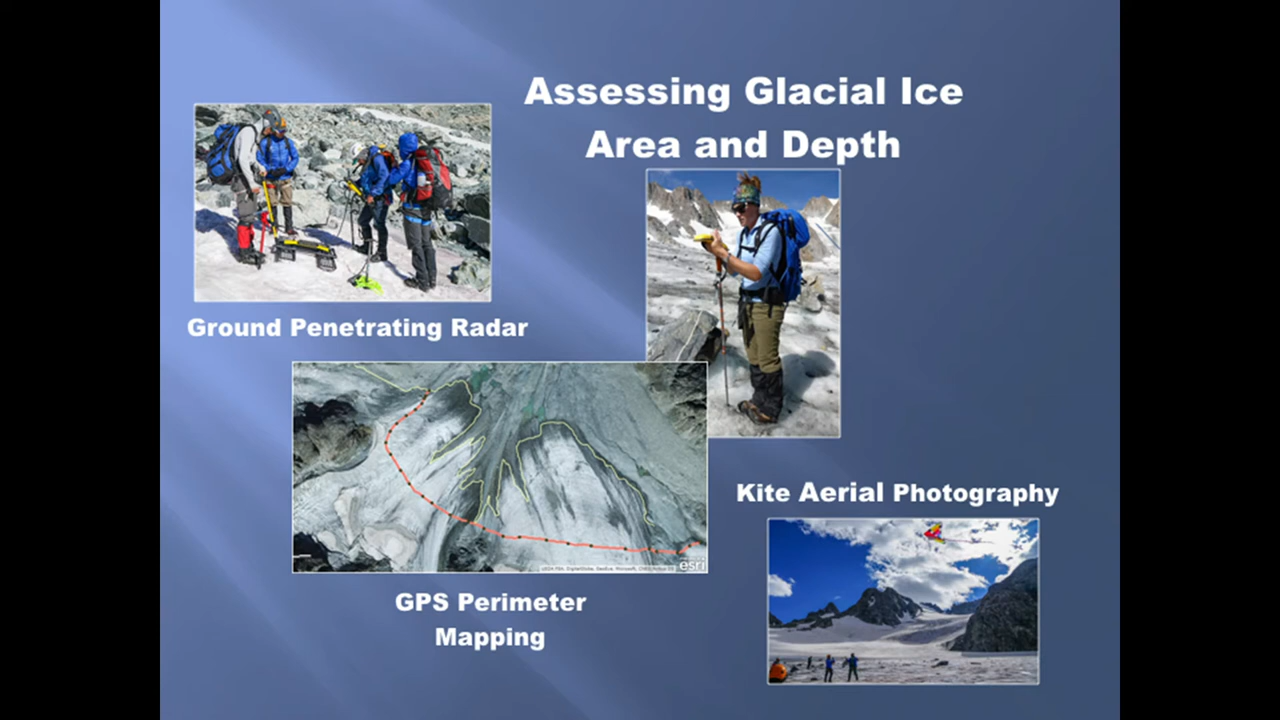 Assessing Glacial Ice
Area and Depth
Ground Penetrating Radar
esri
Kite Aerial Photography
GPS Perimeter
Mapping